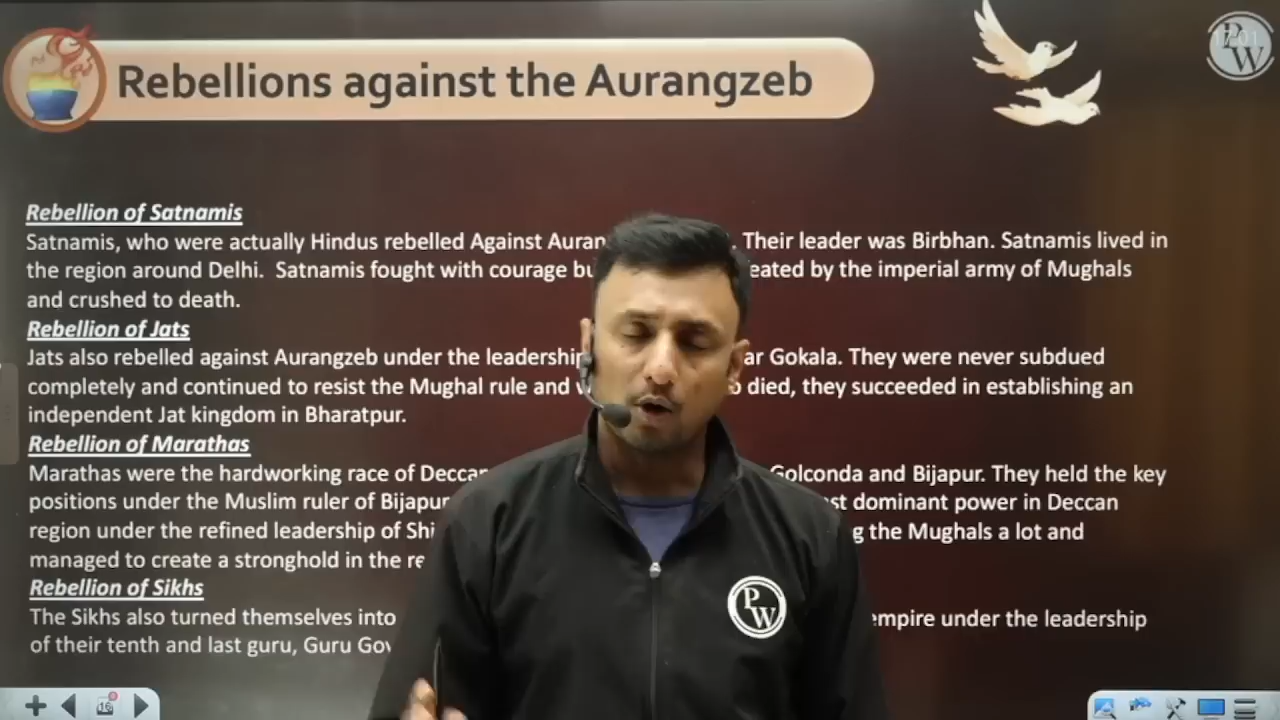 Rebellions against the Aurangzeb
PW
17:01
Rebellion of Satnamis
Satnamis, who were actually Hindus rebelled Against Auran . Their leader was Birbhan. Satnamis lived in
the region around Delhi. Satnamis fought with courage bu eated by the imperial army of Mughals
and crushed to death.
Rebellion of Jats
Jats also rebelled against Aurangzeb under the leadershi ar Gokala. They were never subdued
completely and continued to resist the Mughal rule and died, they succeeded in establishing an
independent Jat kingdom in Bharatpur.
Rebellion of Marathas
Marathas were the hardworking race of Deccan Golconda and Bijapur. They held the key
positions under the Muslim ruler of Bijapur st dominant power in Deccan
region under the refined leadership of Shi g the Mughals a lot and
managed to create a stronghold in the re
Rebellion of Sikhs
The Sikhs also turned themselves into empire under the leadership
of their tenth and last guru, Guru Gov
PW
16